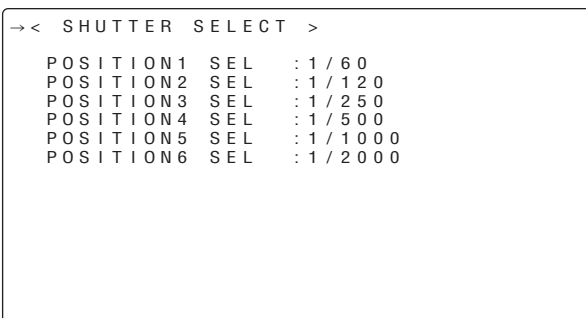 →< SHUTTER SELECT >
POSITION1 SEL :1/60
POSITION2 SEL :1/120
POSITION3 SEL :1/250
POSITION4 SEL :1/500
POSITION5 SEL :1/1000
POSITION6 SEL :1/2000